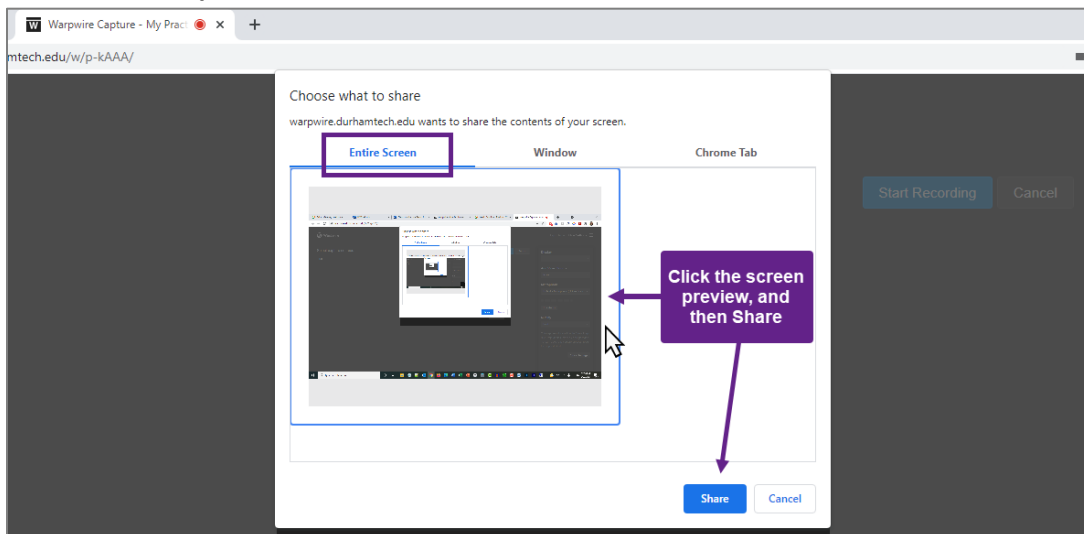 Warpwire Capture - My Prac
mtech.edu/w/p-kAAA/
Choose what to share
warpwire.durhamtech.edu wants to share the contents of your screen.
Entire Screen Window Chrome Tab
Start Recording Cancel
Click the screen
preview, and
then Share
Share Cancel